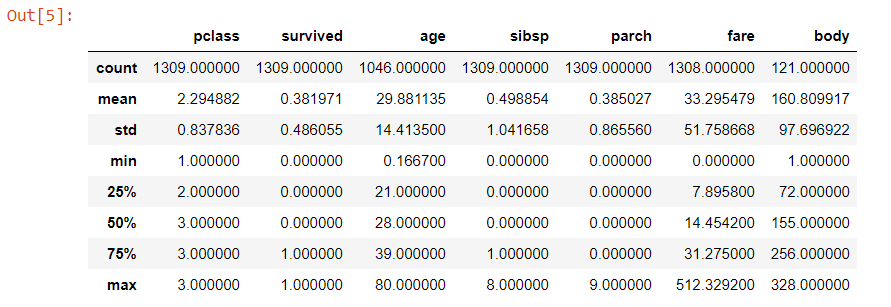 Out[5]:
pclass survived age sibsp parch fare body
count 1309.000000 1309.000000 1046.000000 1309.000000 1309.000000 1308.000000 121.000000
mean 2.294882 0.381971 29.881135 0.498854 0.385027 33.295479 160.809917
std 0.837836 0.486055 14.413500 1.041658 0.865560 51.758668 97.696922
min 1.000000 0.000000 0.166700 0.000000 0.000000 0.000000 1.000000
25% 2.000000 0.000000 21.000000 0.000000 0.000000 7.895800 72.000000
50% 3.000000 0.000000 28.000000 0.000000 0.000000 14.454200 155.000000
75% 3.000000 1.000000 39.000000 1.000000 0.000000 31.275000 256.000000
max 3.000000 1.000000 80.000000 8.000000 9.000000 512.329200 328.000000